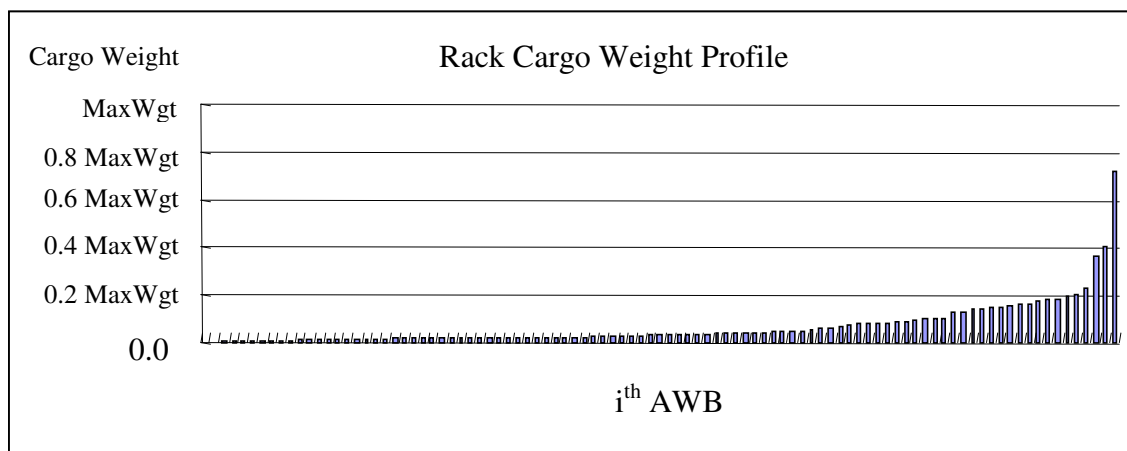 Cargo Weight
Rack Cargo Weight Profile
MaxWgt
0.8 MaxWgt
0.6 MaxWgt
0.4 MaxWgt
0.2 MaxWgt
0.0
iᵗʰ AWB